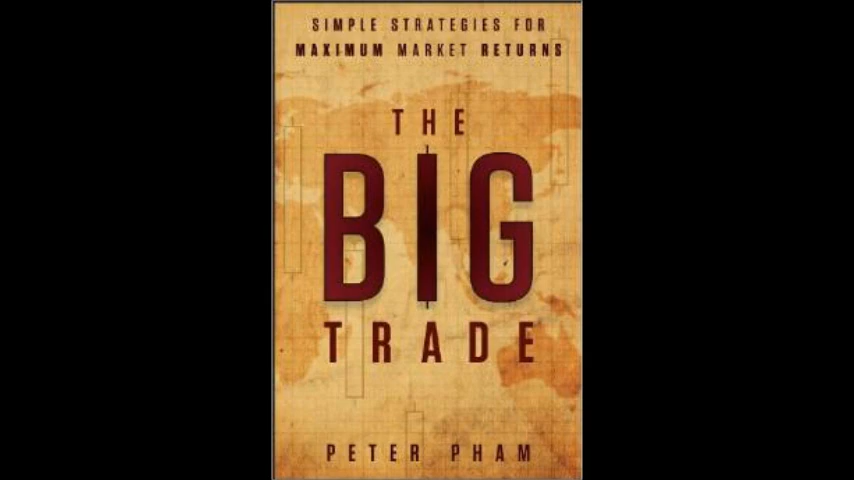 SIMPLE STRATEGIES FOR
MAXIMUM MARKET RETURNS
THE
BIG
TRADE
PETER PHAM